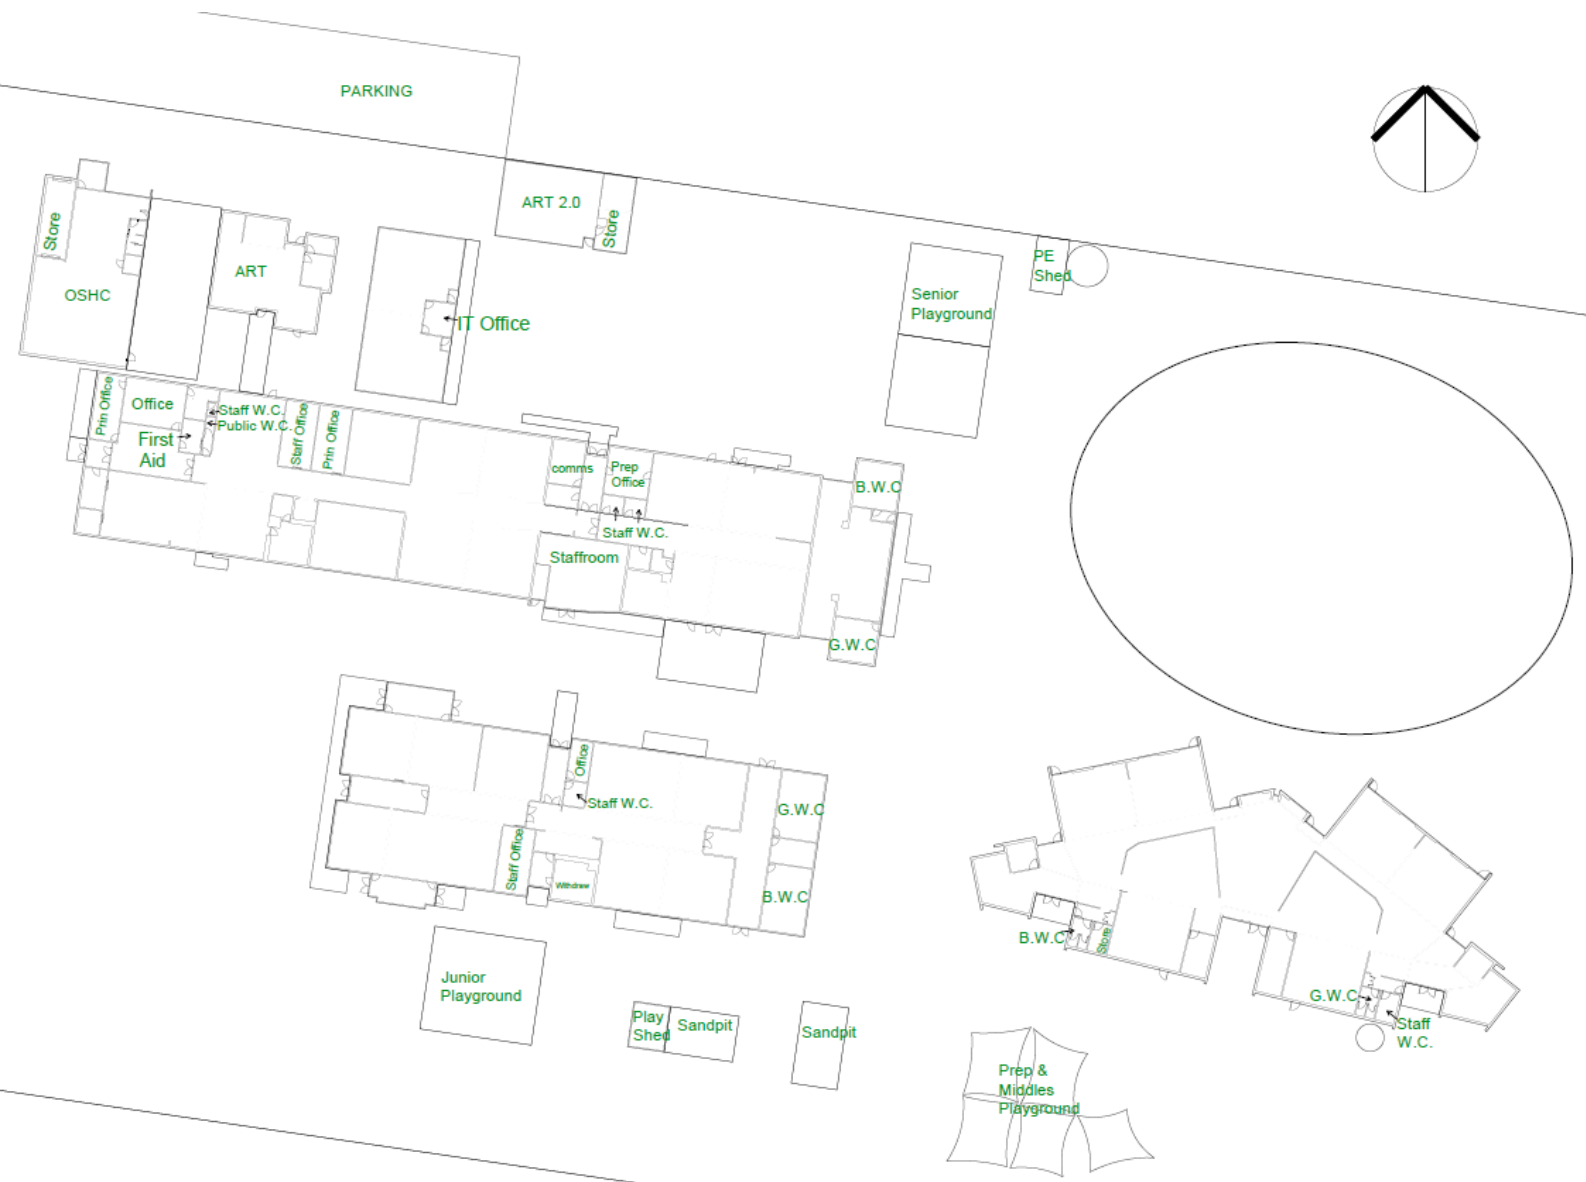 PARKING
ART 2.0
Store
Store
ART
OSHC
IT Office
PE
Shed
Senior
Playground
Prin Office
Office
Staff W.C.
Public W.C.
First
Aid
Staff Office
Prin Office
comms
Prep
Office
Staff W.C.
Staffroom
B.W.C
G.W.C
Office
Staff W.C.
G.W.C
Staff Office
Withdraw
B.W.C
B.W.C
Store
G.W.C
Staff
W.C.
Junior
Playground
Play
Shed
Sandpit
Sandpit
Prep &
Middles
Playground